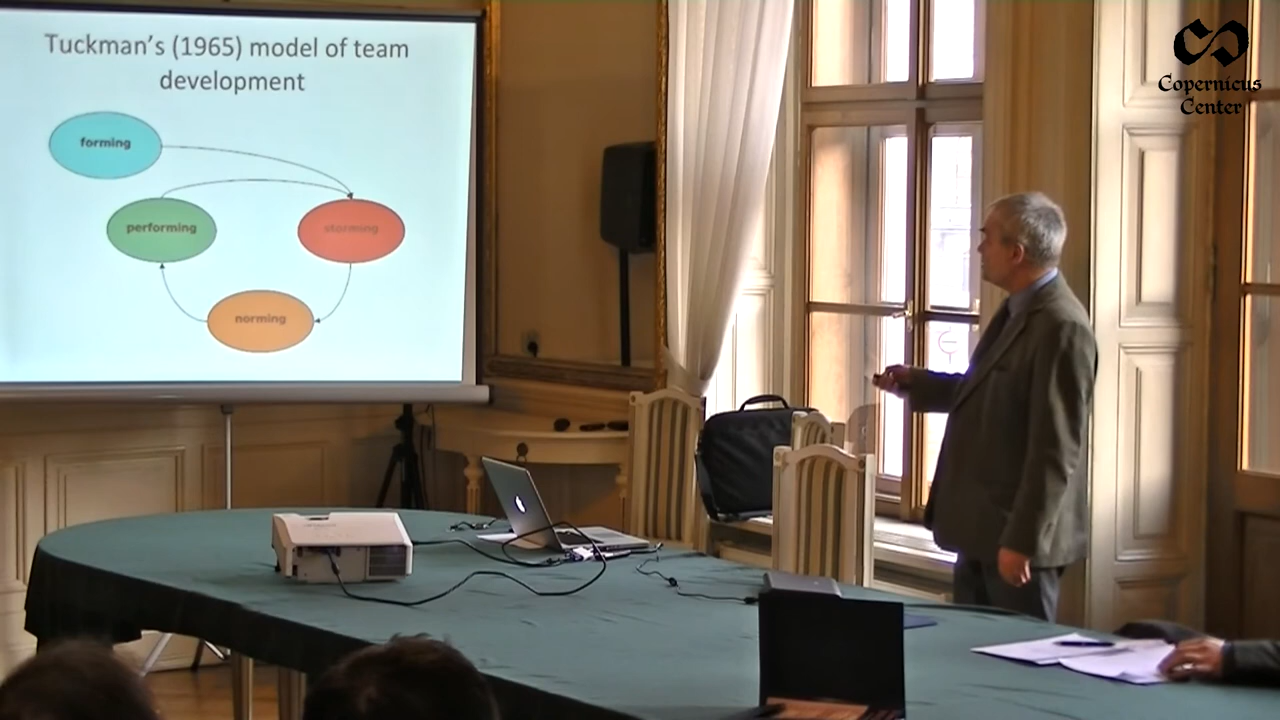 Tuckman's (1965) model of team
development
forming
performing
storming
norming
Copernicus
Center